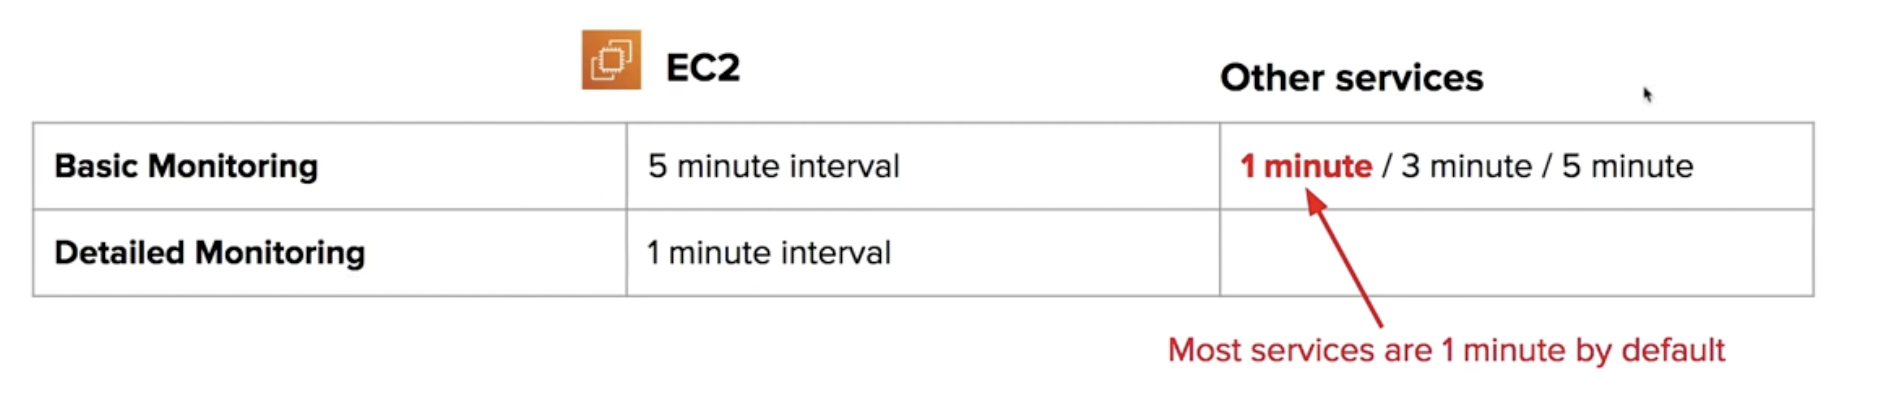 EC2
Other services
Basic Monitoring
5 minute interval
1 minute / 3 minute / 5 minute
Detailed Monitoring
1 minute interval
Most services are 1 minute by default